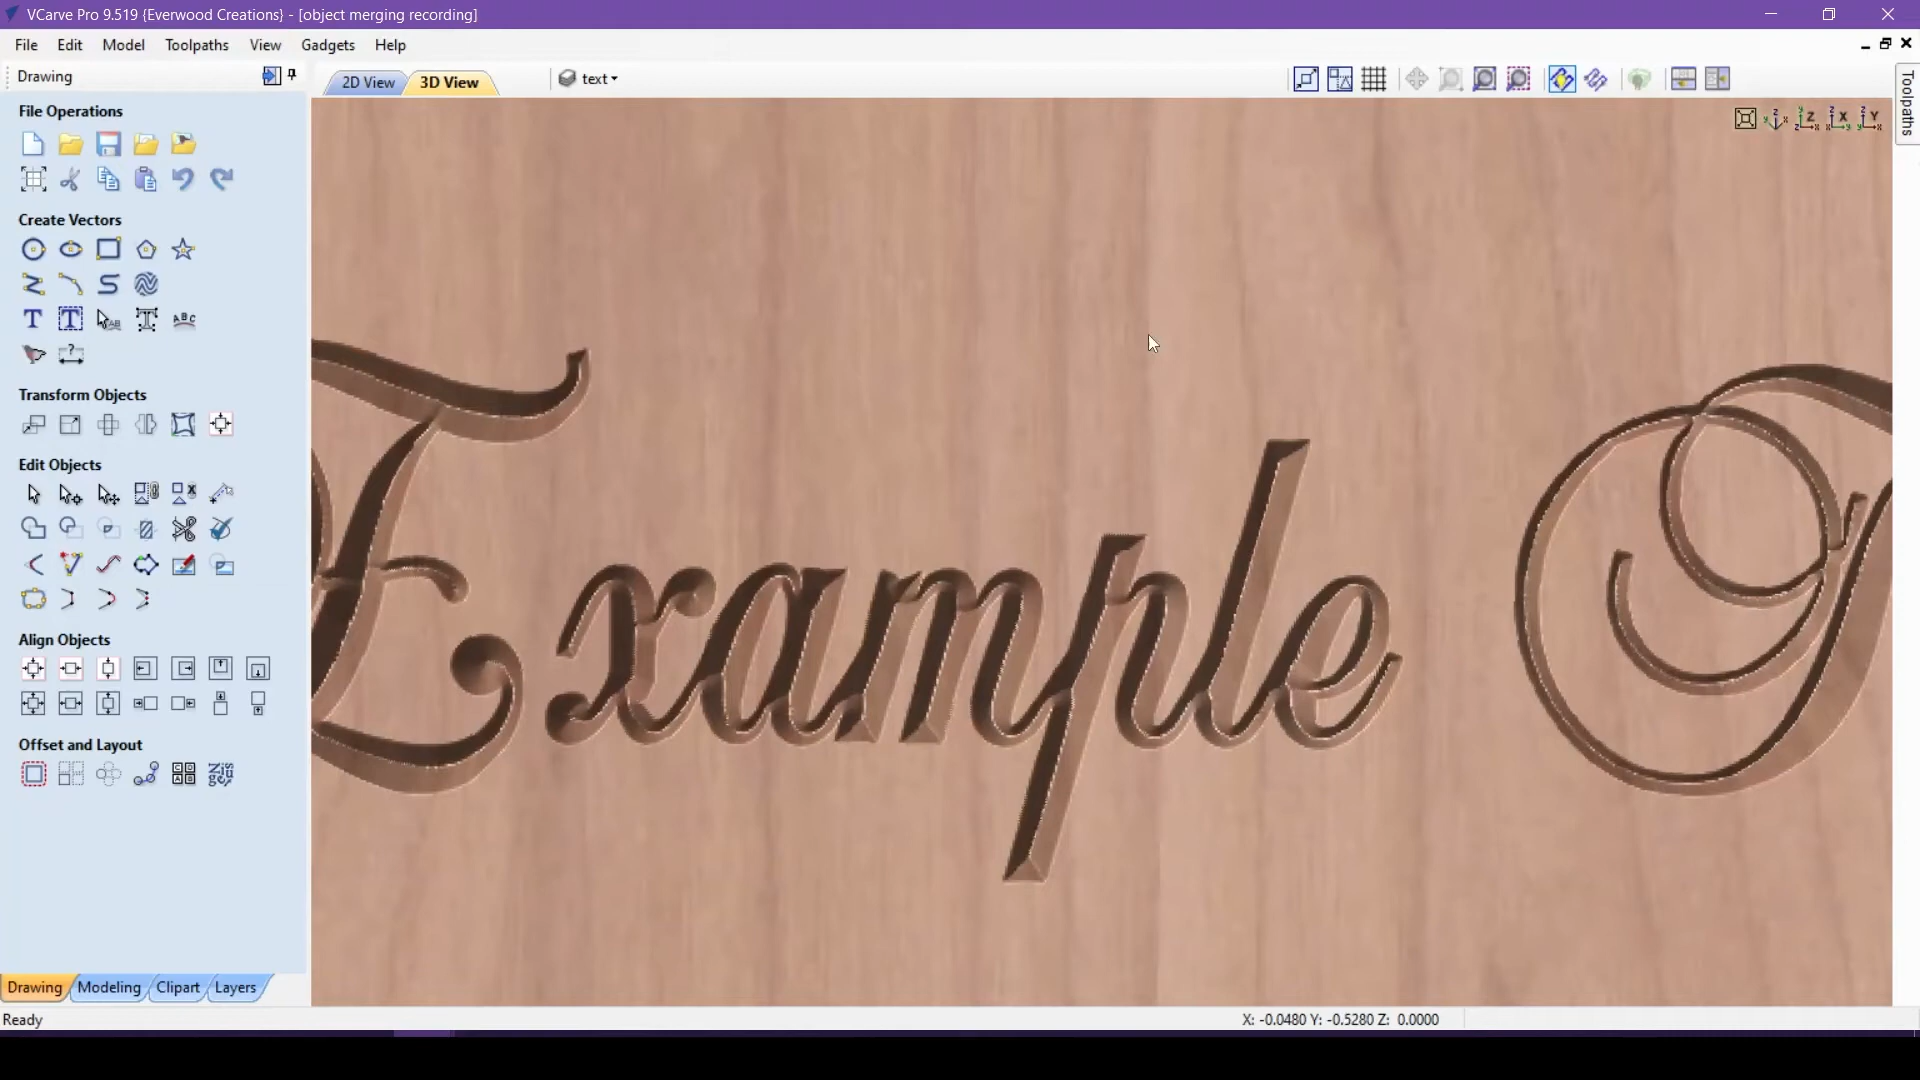 VCarve Pro 9.519 {Everwood Creations} - [object merging recording]
File Edit Model Toolpaths View Gadgets Help
Drawing
2D View 3D View text
File Operations
Create Vectors
Transform Objects
Edit Objects
Align Objects
Offset and Layout
Example
Drawing Modeling Clipart Layers
Ready
X: -0.0480 Y: -0.5280 Z: 0.0000
Toolpaths